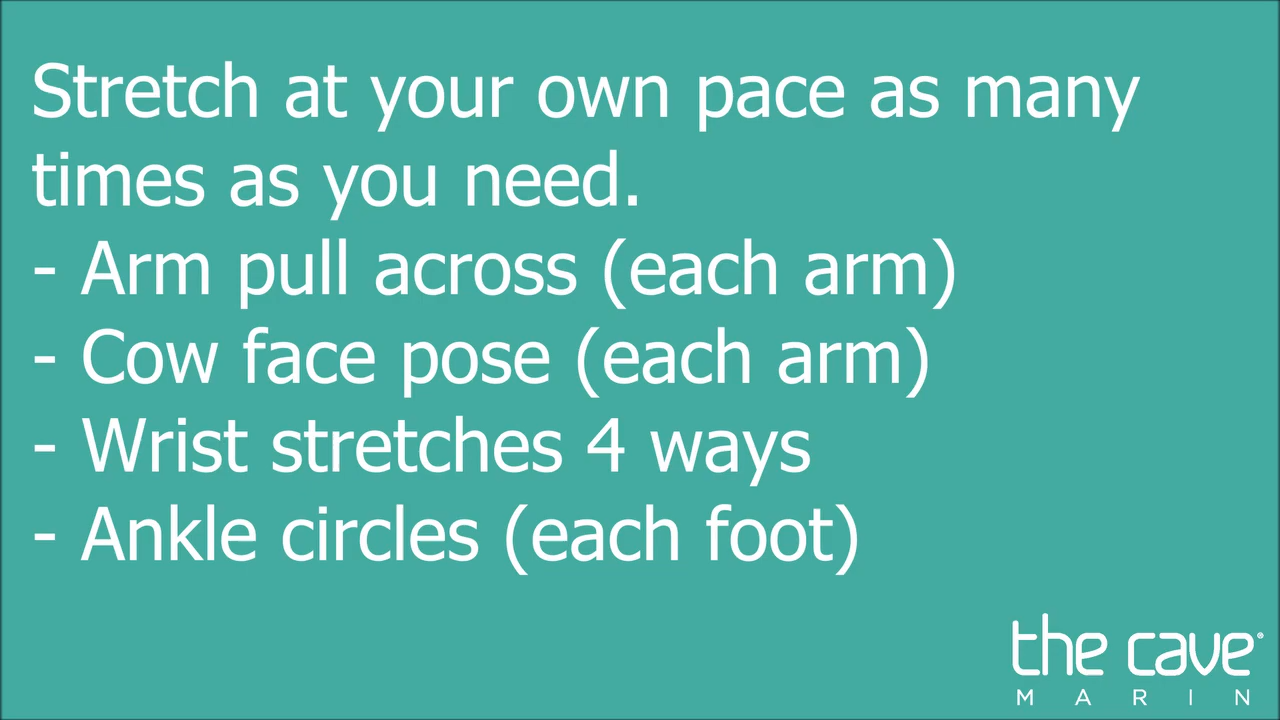 Stretch at your own pace as many
times as you need.
- Arm pull across (each arm)
- Cow face pose (each arm)
- Wrist stretches 4 ways
- Ankle circles (each foot)
the cave®
MARIN